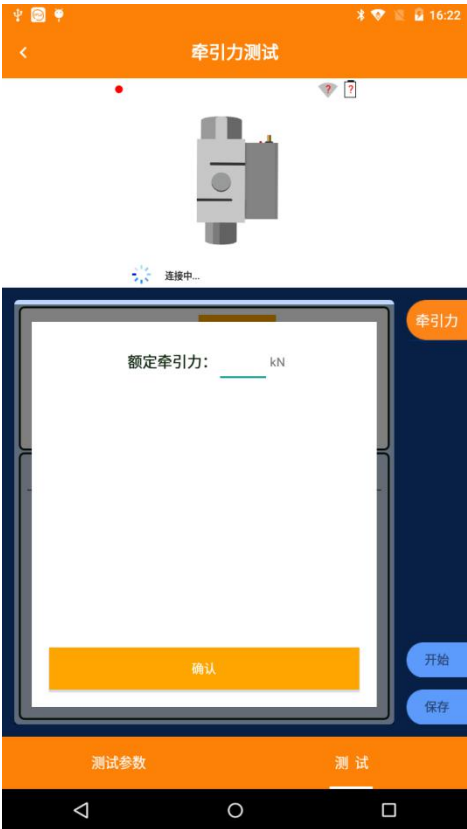 16:22
牵引力测试
?
?
连接中...
牵引力
额定牵引力： kN
确认
开始
保存
测试参数
测 试